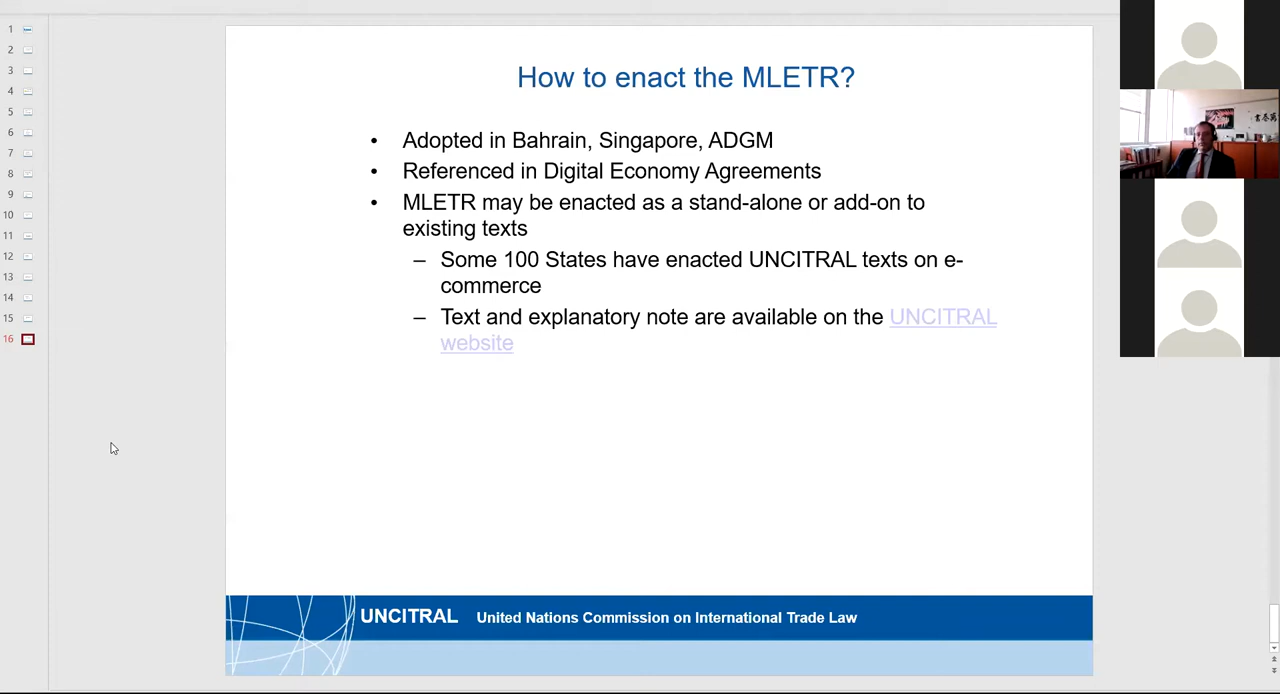 1
2
3
4
5
6
7
8
9
10
11
12
13
14
15
16
How to enact the MLETR?
• Adopted in Bahrain, Singapore, ADGM
• Referenced in Digital Economy Agreements
• MLETR may be enacted as a stand-alone or add-on to
existing texts
– Some 100 States have enacted UNCITRAL texts on e-
commerce
– Text and explanatory note are available on the UNCITRAL
website
UNCITRAL United Nations Commission on International Trade Law